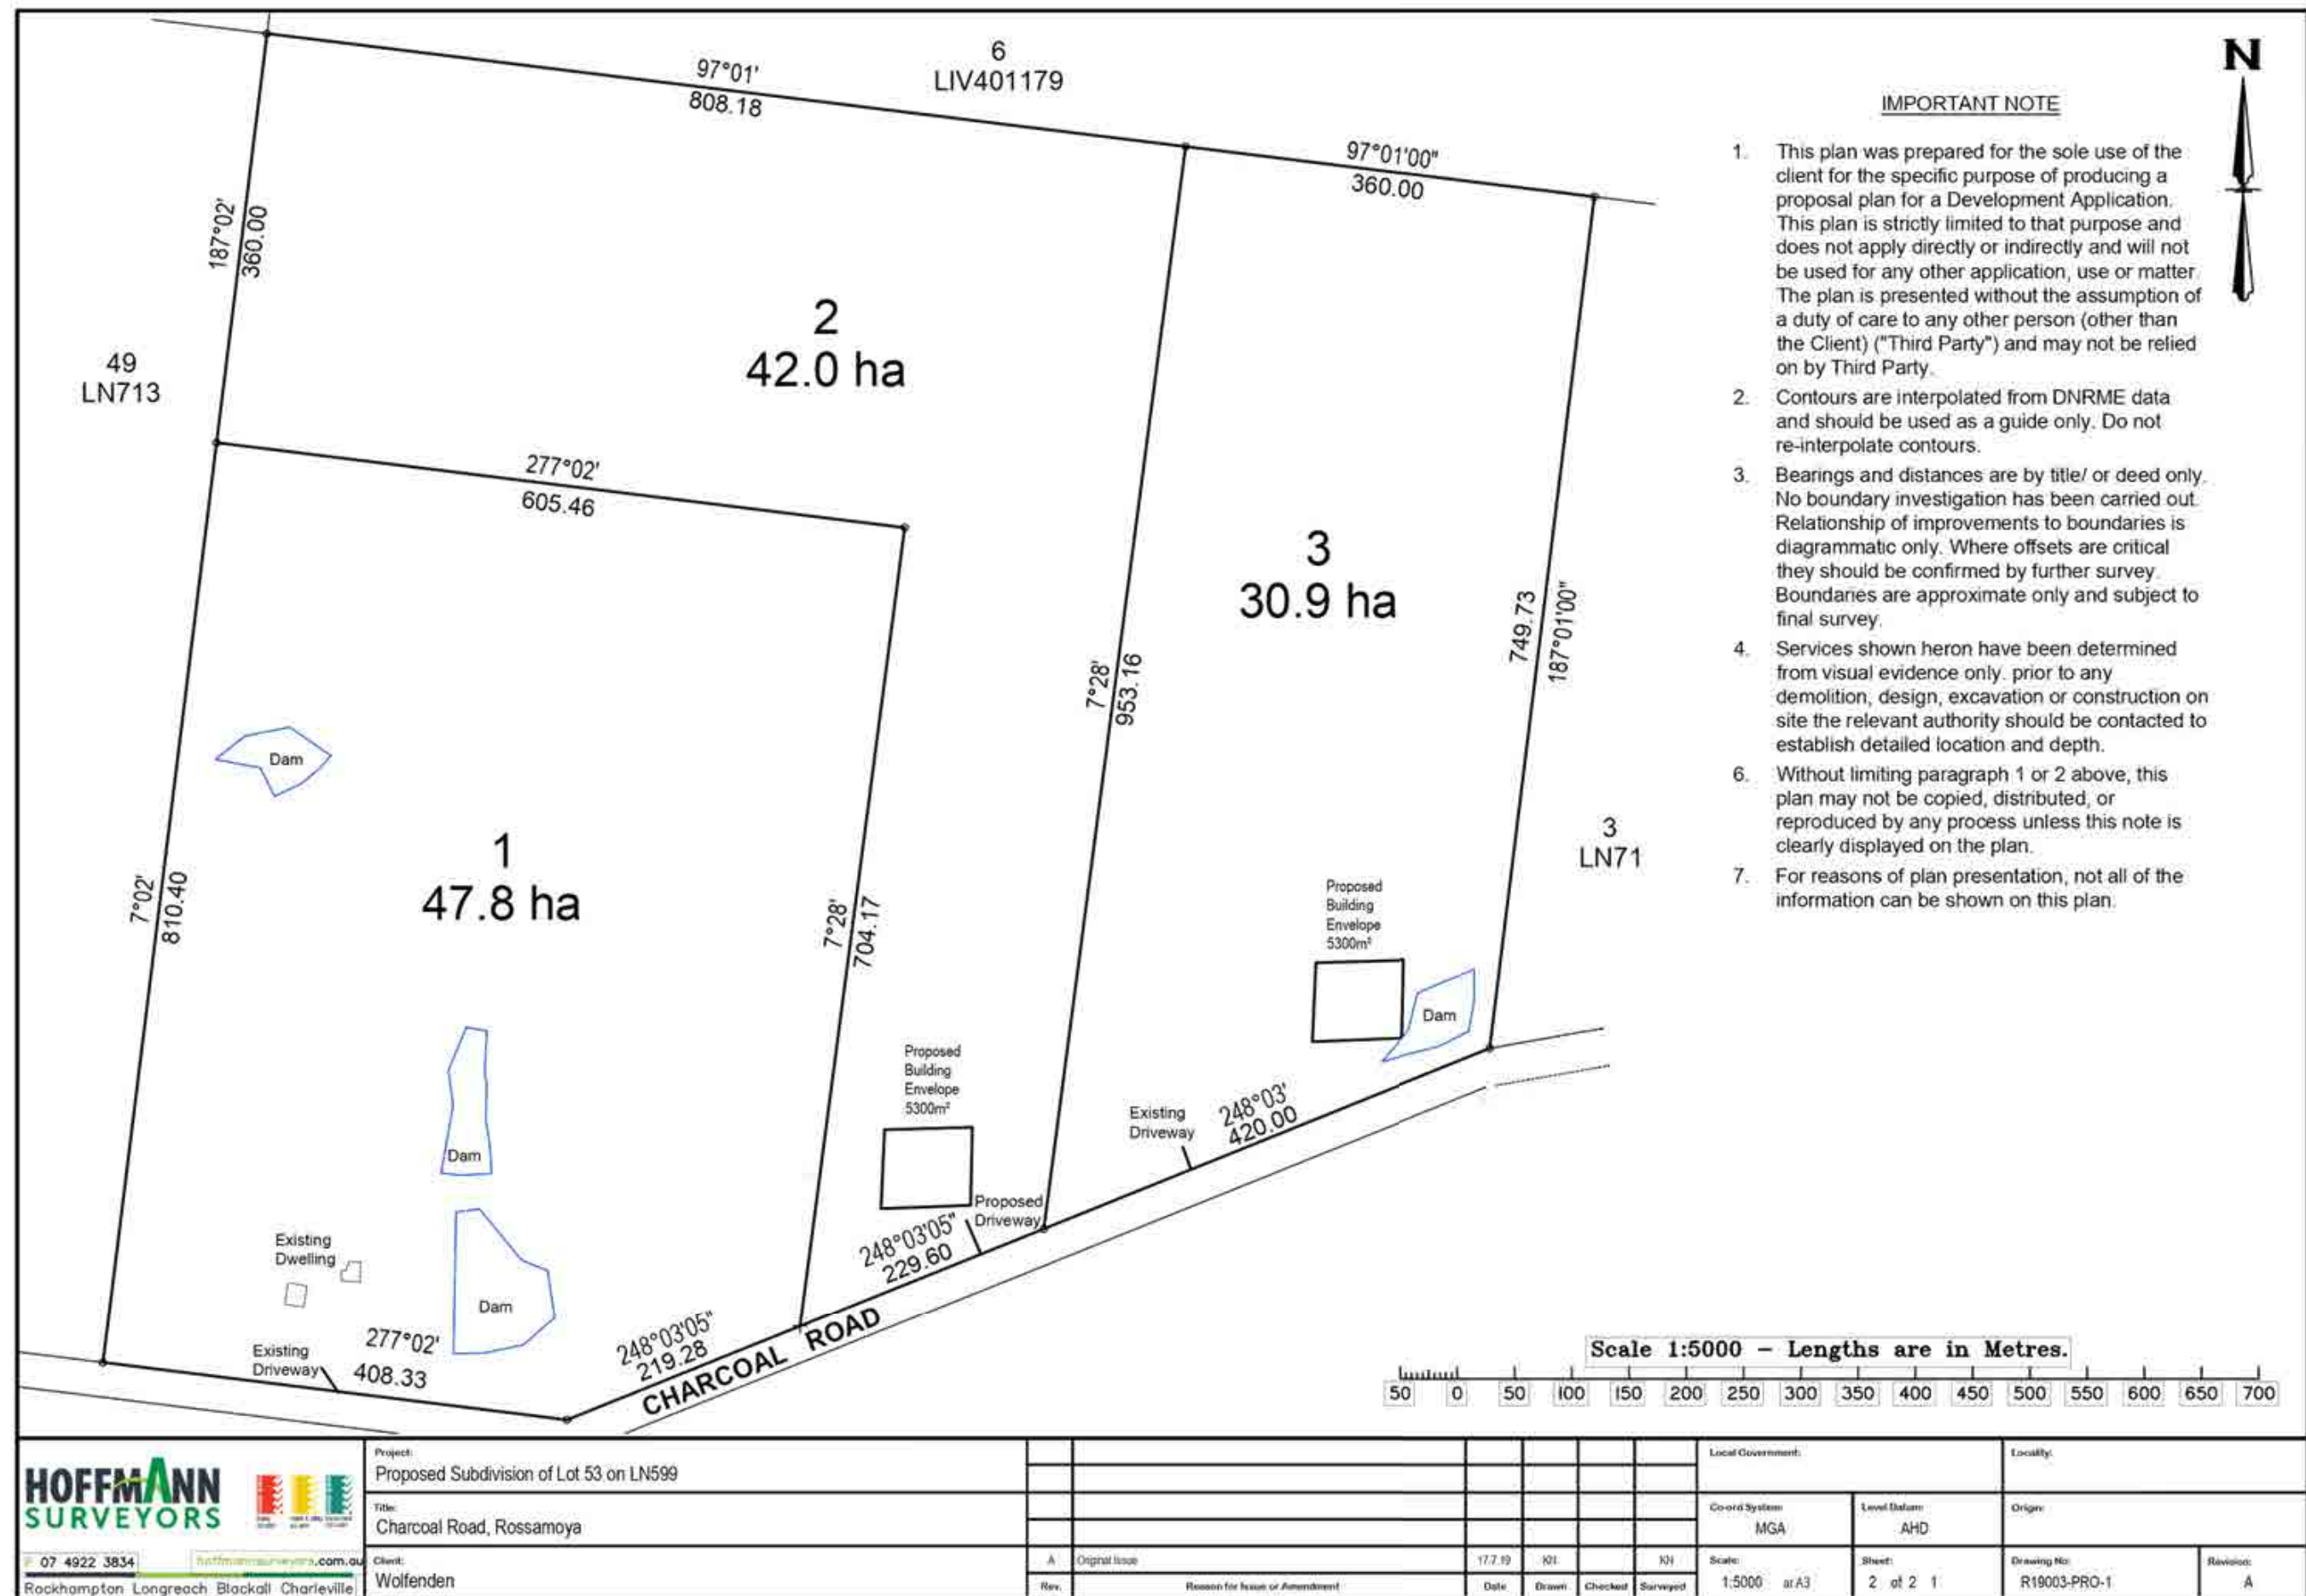 6
LIV401179
97°01'
808.18
97°01'00"
360.00
187°02'
360.00
2
42.0 ha
49
LN713
277°02'
605.46
3
30.9 ha
749.73
187°01'00"
7°28'
953.16
Dam
1
47.8 ha
7°02'
810.40
7°28'
704.17
3
LN71
Proposed
Building
Envelope
5300m²
Dam
Proposed
Building
Envelope
5300m²
Existing
Driveway
248°03'
420.00
Dam
Proposed
Driveway
248°03'05"
229.60
Existing
Dwelling
Dam
Existing
Driveway
277°02'
408.33
248°03'05"
219.28
CHARCOAL ROAD
N
IMPORTANT NOTE
1. This plan was prepared for the sole use of the
client for the specific purpose of producing a
proposal plan for a Development Application.
This plan is strictly limited to that purpose and
does not apply directly or indirectly and will not
be used for any other application, use or matter.
The plan is presented without the assumption of
a duty of care to any other person (other than
the Client) ("Third Party") and may not be relied
on by Third Party.
2. Contours are interpolated from DNRME data
and should be used as a guide only. Do not
re-interpolate contours.
3. Bearings and distances are by title/ or deed only.
No boundary investigation has been carried out.
Relationship of improvements to boundaries is
diagrammatic only. Where offsets are critical
they should be confirmed by further survey.
Boundaries are approximate only and subject to
final survey.
4. Services shown heron have been determined
from visual evidence only. prior to any
demolition, design, excavation or construction on
site the relevant authority should be contacted to
establish detailed location and depth.
6. Without limiting paragraph 1 or 2 above, this
plan may not be copied, distributed, or
reproduced by any process unless this note is
clearly displayed on the plan.
7. For reasons of plan presentation, not all of the
information can be shown on this plan.
Scale 1:5000 – Lengths are in Metres.
50 0 50 100 150 200 250 300 350 400 450 500 550 600 650 700
HOFFMANN
SURVEYORS
P 07 4922 3834 hoffmannsurveyors.com.au
Rockhampton Longreach Blackall Charleville
Project:
Proposed Subdivision of Lot 53 on LN599
Title:
Charcoal Road, Rossamoya
Client:
Wolfenden
A Original Issue 17.7.19 KH KH
Rev. Reason for Issue or Amendment Date Drawn Checked Surveyed
Local Government: Locality:
Co-ord System: Level Datum: Origin:
MGA AHD
Scale: Sheet: Drawing No: Revision:
1:5000 at A3 2 of 2 1 R19003-PRO-1 A